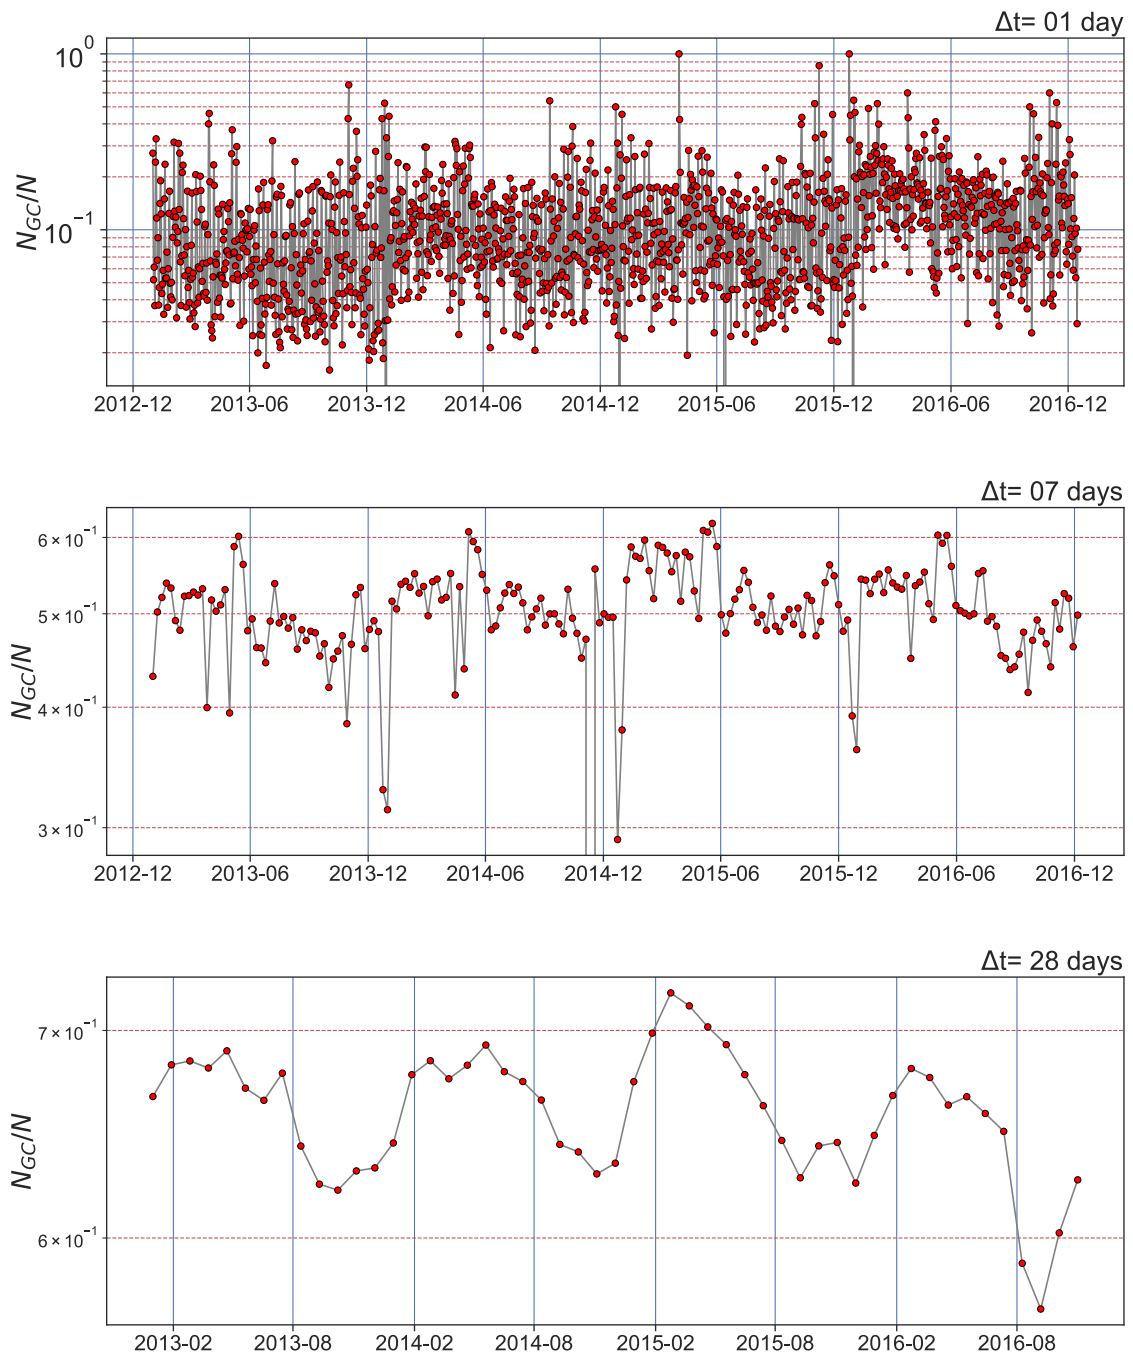 Δt= 01 day
10⁰
10⁻¹
N_GC/N
2012-12 2013-06 2013-12 2014-06 2014-12 2015-06 2015-12 2016-06 2016-12
Δt= 07 days
6 × 10⁻¹
5 × 10⁻¹
4 × 10⁻¹
3 × 10⁻¹
N_GC/N
2012-12 2013-06 2013-12 2014-06 2014-12 2015-06 2015-12 2016-06 2016-12
Δt= 28 days
7 × 10⁻¹
6 × 10⁻¹
N_GC/N
2013-02 2013-08 2014-02 2014-08 2015-02 2015-08 2016-02 2016-08